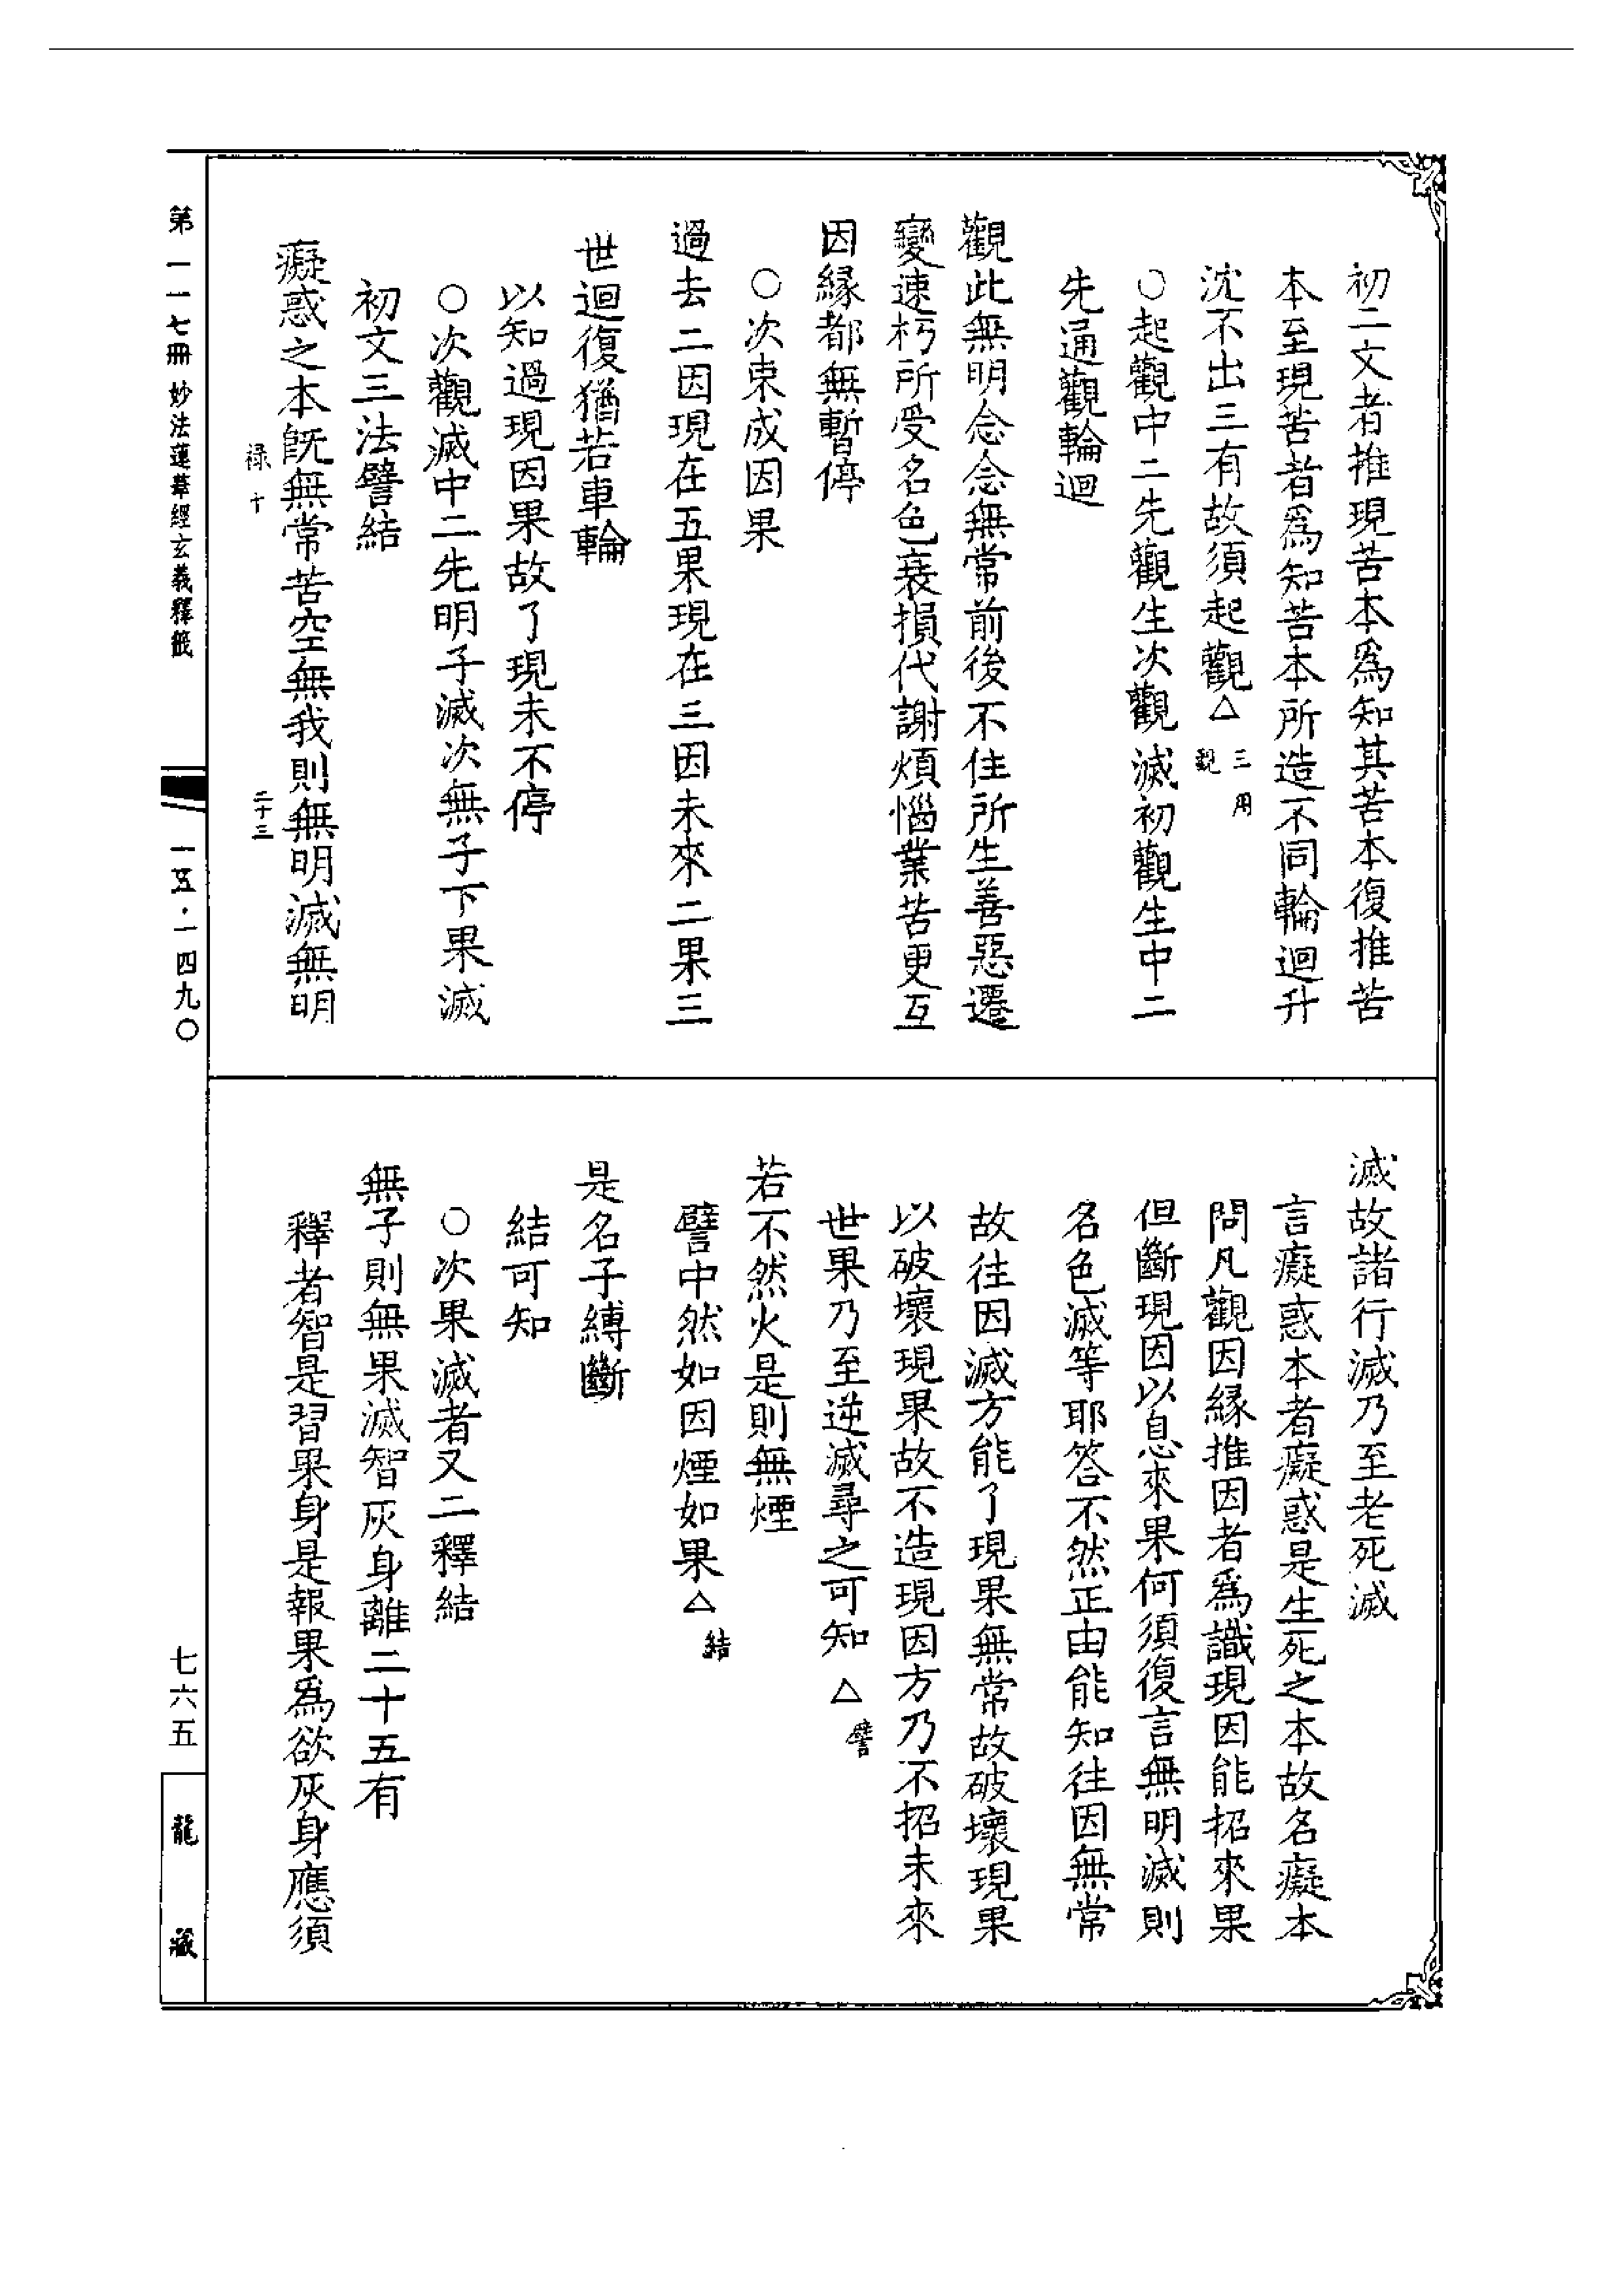 初二文者推現苦本爲知其苦本復推苦
本至現苦者爲知苦本所造不同輪迴升
沈不出三有故須起觀△三用觀
○起觀中二先觀生次觀滅初觀生中二
先通觀輪迴
觀此無明念念無常前後不住所生善惡遷
變速朽所受名色衰損代謝煩惱業苦更互
因緣都無暫停
○次束成因果
過去二因現在五果現在三因未來二果三
世迴復猶若車輪
以知過現因果故了現未不停
○次觀滅中二先明子滅次無子下果滅
初文三法譬結
癡惑之本既無常苦空無我則無明滅無明
祿十 二十三
滅故諸行滅乃至老死滅
言癡惑本者癡惑是生死之本故名癡本
問凡觀因緣推因者爲識現因能招來果
但斷現因以息來果何須復言無明滅則
名色滅等耶答不然正由能知往因無常
故往因滅方能了現果無常故破壞現果
以破壞現果故不造現因方乃不招未來
世果乃至逆滅尋之可知△譬
若不然火是則無煙
譬中然如因煙如果△結
是名子縛斷
結可知
○次果滅者又二釋結
無子則無果滅智灰身離二十五有
釋者智是習果身是報果爲欲灰身應須
第一一七冊 妙法蓮華經玄義釋籤 一五·一四九〇 七六五 龍藏